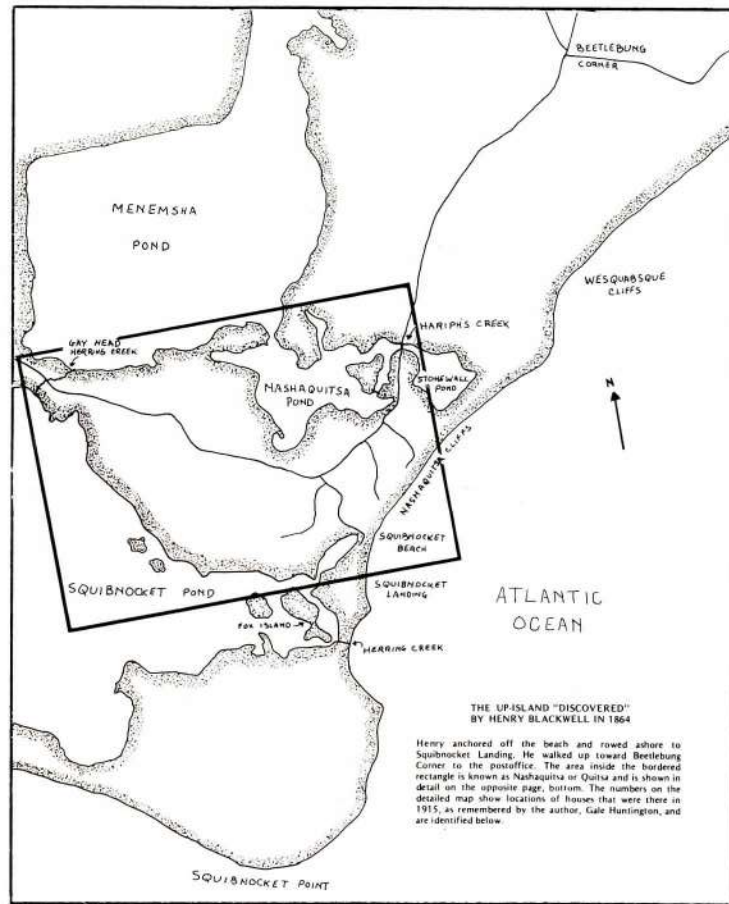 BEETLEBUNG
CORNER
MENEMSHA
POND
WESQUABSQUE
CLIFFS
HARIPH'S CREEK
GAY HEAD
HERRING CREEK
NASHAQUITSA
POND
STONEWALL
POND
N
NASHAQUITSA CLIFFS
SQUIBNOCKET
BEACH
SQUIBNOCKET POND
SQUIBNOCKET
LANDING
ATLANTIC
OCEAN
FOX ISLAND
HERRING CREEK
THE UP-ISLAND "DISCOVERED"
BY HENRY BLACKWELL IN 1864
Henry anchored off the beach and rowed ashore to
Squibnocket Landing. He walked up toward Beetlebung
Corner to the postoffice. The area inside the bordered
rectangle is known as Nashaquitsa or Quitsa and is shown in
detail on the opposite page, bottom. The numbers on the
detailed map show locations of houses that were there in
1915, as remembered by the author, Gale Huntington, and
are identified below.
SQUIBNOCKET POINT